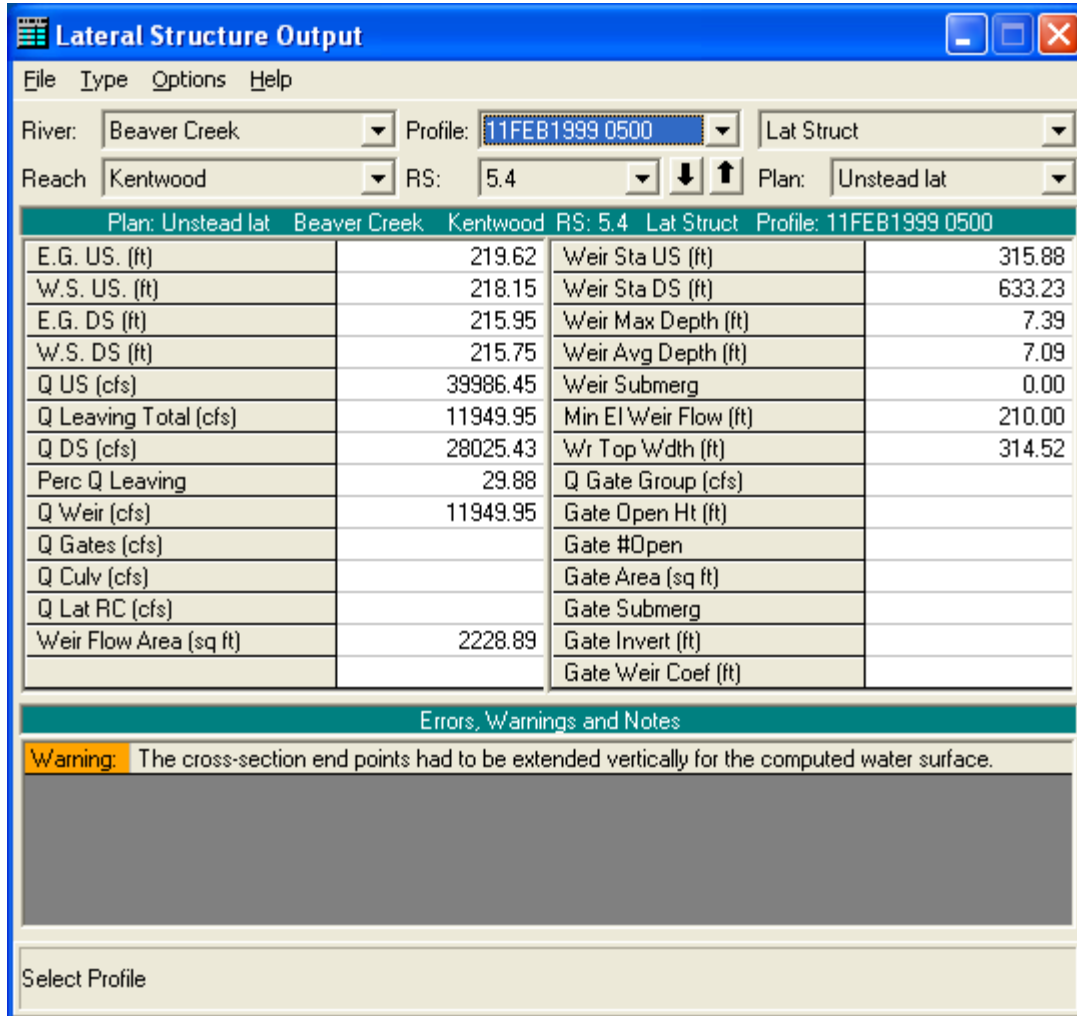 Lateral Structure Output
File Type Options Help
River: Beaver Creek Profile: 11FEB1999 0500 Lat Struct
Reach Kentwood RS: 5.4 Plan: Unstead lat
Plan: Unstead lat Beaver Creek Kentwood RS: 5.4 Lat Struct Profile: 11FEB1999 0500
E.G. US. (ft) 219.62 Weir Sta US (ft) 315.88
W.S. US. (ft) 218.15 Weir Sta DS (ft) 633.23
E.G. DS (ft) 215.95 Weir Max Depth (ft) 7.39
W.S. DS (ft) 215.75 Weir Avg Depth (ft) 7.09
Q US (cfs) 39986.45 Weir Submerg 0.00
Q Leaving Total (cfs) 11949.95 Min El Weir Flow (ft) 210.00
Q DS (cfs) 28025.43 Wr Top Wdth (ft) 314.52
Perc Q Leaving 29.88 Q Gate Group (cfs)
Q Weir (cfs) 11949.95 Gate Open Ht (ft)
Q Gates (cfs) Gate #Open
Q Culv (cfs) Gate Area (sq ft)
Q Lat RC (cfs) Gate Submerg
Weir Flow Area (sq ft) 2228.89 Gate Invert (ft)
Gate Weir Coef (ft)
Errors, Warnings and Notes
Warning: The cross-section end points had to be extended vertically for the computed water surface.
Select Profile